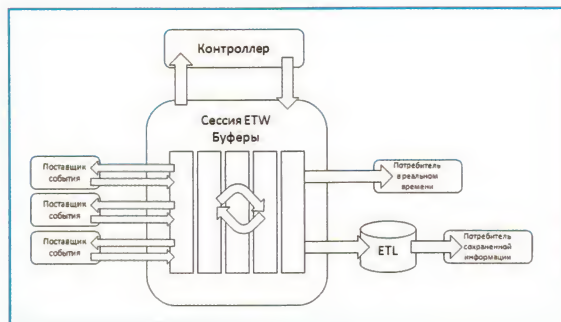 Контроллер
Сессия ETW
Буферы
Поставщик
события
Поставщик
события
Поставщик
события
Потребитель
в реальном
времени
ETL
Потребитель
сохраненной
информации